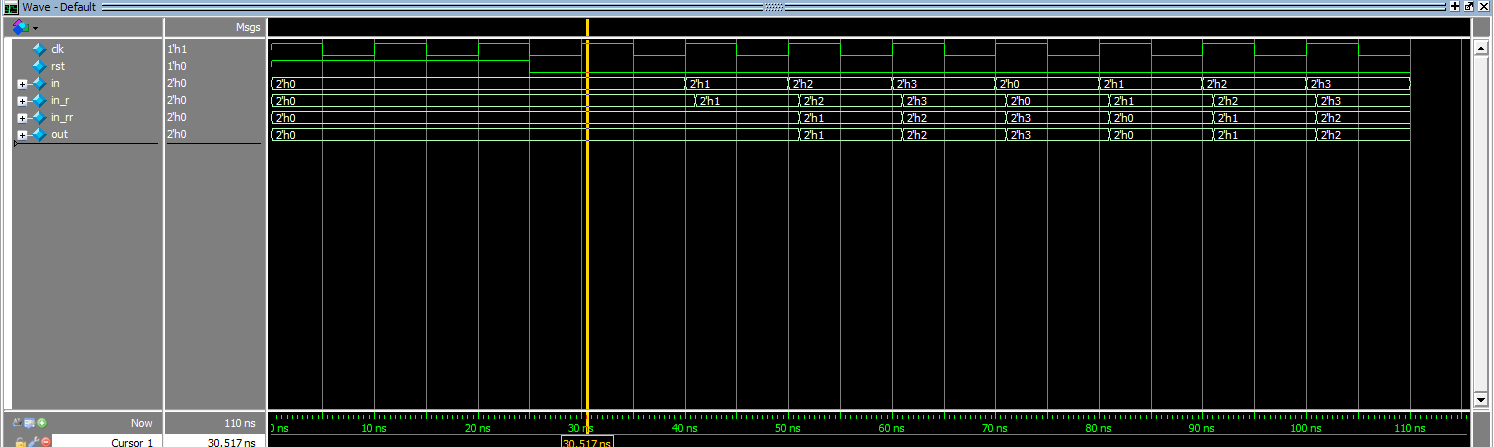 Wave - Default
Msgs
clk 1'h1
rst 1'h0
in 2'h0 2'h0 2'h1 2'h2 2'h3 2'h0 2'h1 2'h2 2'h3
in_r 2'h0 2'h0 2'h1 2'h2 2'h3 2'h0 2'h1 2'h2 2'h3
in_rr 2'h0 2'h0 2'h1 2'h2 2'h3 2'h0 2'h1 2'h2
out 2'h0 2'h0 2'h1 2'h2 2'h3 2'h0 2'h1 2'h2
Now 110 ns 0 ns 10 ns 20 ns 30 ns 40 ns 50 ns 60 ns 70 ns 80 ns 90 ns 100 ns 110 ns
Cursor 1 30.517 ns 30.517 ns